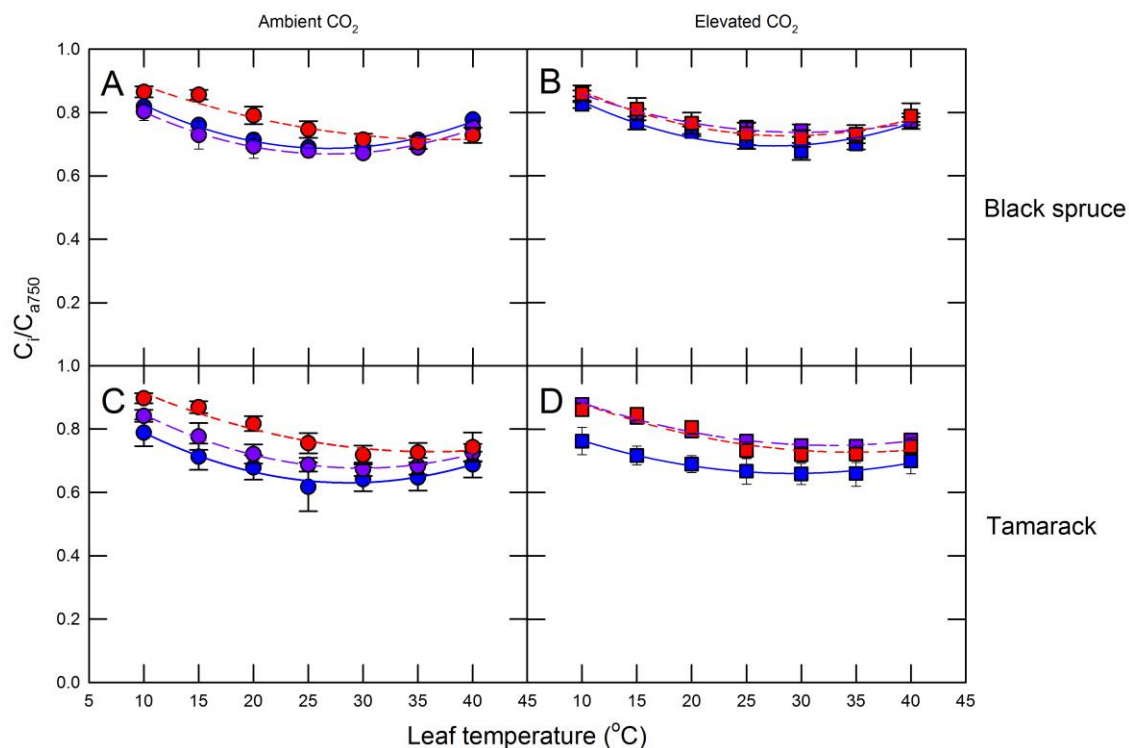 Ambient CO₂ Elevated CO₂
1.0
A B
0.8
0.6
0.4
0.2
Black spruce
Cᵢ/Cₐ₇₅₀
1.0
C D
0.8
0.6
0.4
0.2
0.0
Tamarack
5 10 15 20 25 30 35 40 45 10 15 20 25 30 35 40 45
Leaf temperature (°C)